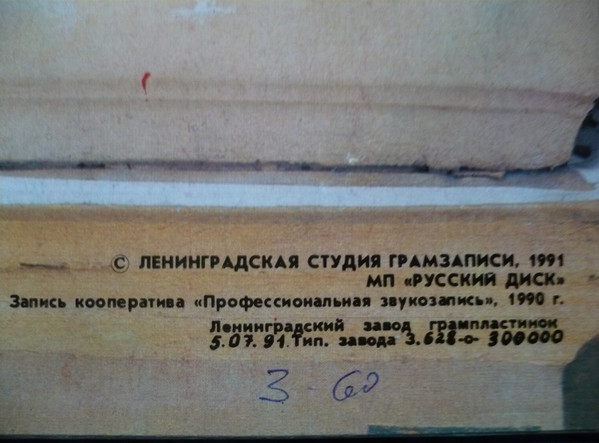 © ЛЕНИНГРАДСКАЯ СТУДИЯ ГРАМЗАПИСИ, 1991
МП «РУССКИЙ ДИСК»
Запись кооператива «Профессиональная звукозапись», 1990 г.
Ленинградский завод грампластинок
5.07.91.Тип. завода З.628-о- 300000
3-60